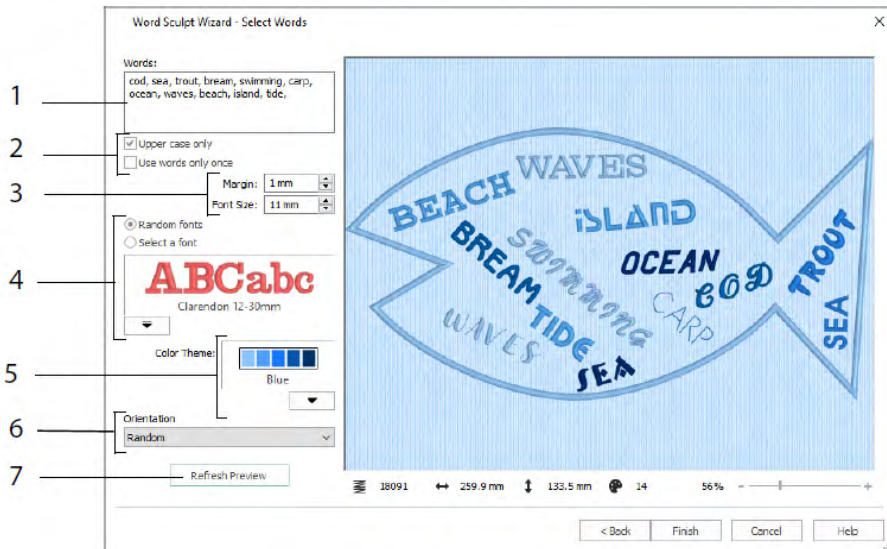 Word Sculpt Wizard - Select Words
Words:
cod, sea, trout, bream, swimming, carp,
ocean, waves, beach, island, tide,
1
2
Upper case only
Use words only once
3
Margin: 1 mm
Font Size: 11 mm
4
Random fonts
Select a font
ABCabc
Clarendon 12-30mm
5
Color Theme:
Blue
6
Orientation
Random
7
Refresh Preview
WAVES
BEACH
iSLAND
BREAM
SWIMMING
OCEAN
COD
TROUT
CARP
TIDE
WAVES
SEA
SEA
18091 259.9 mm 133.5 mm 14 56% - +
< Back Finish Cancel Help